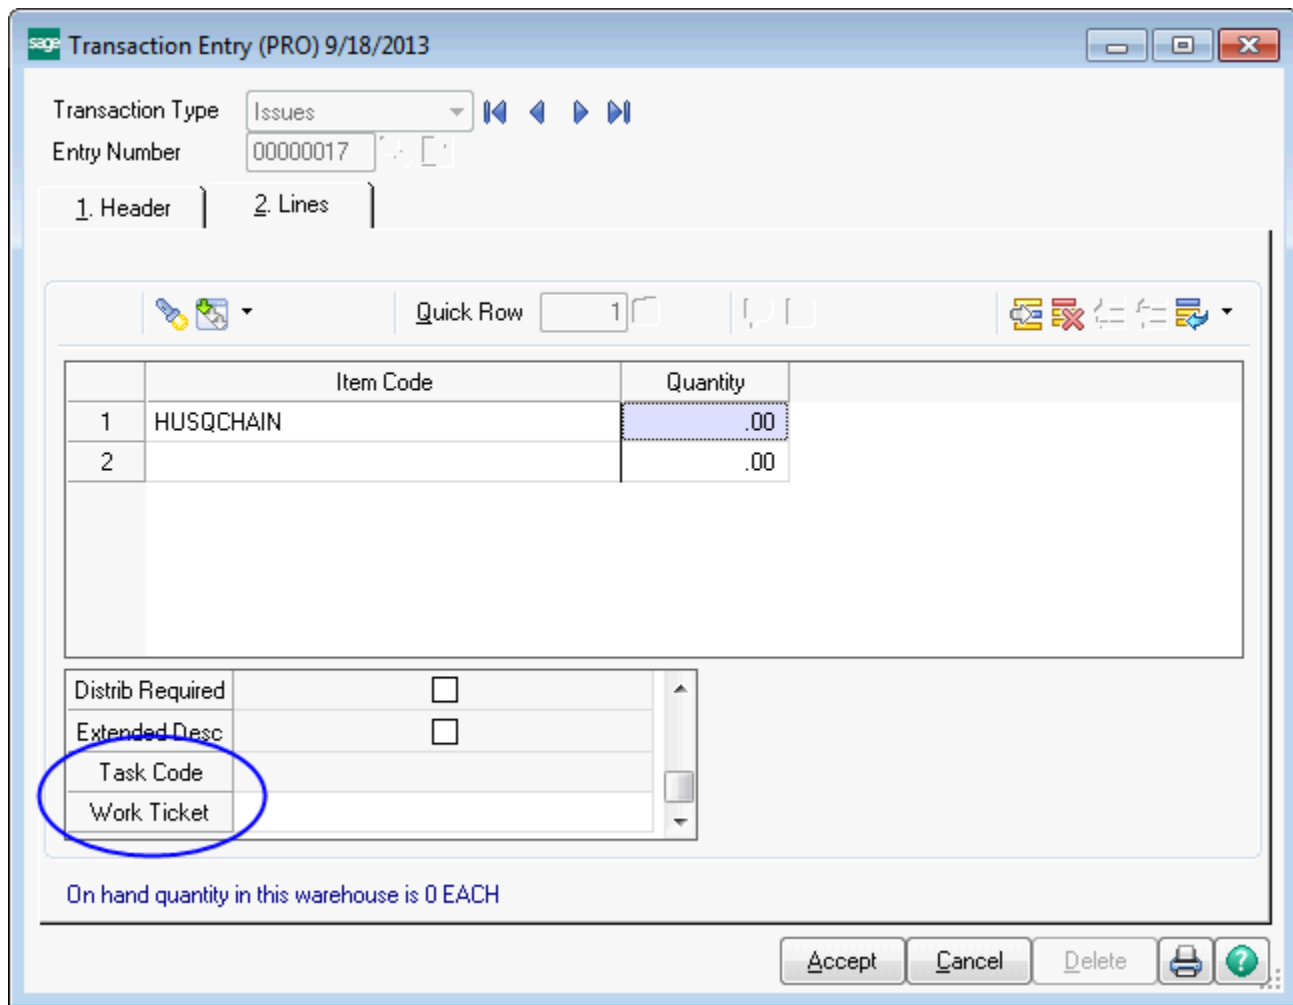 sage Transaction Entry (PRO) 9/18/2013
Transaction Type Issues
Entry Number 00000017
1. Header 2. Lines
Quick Row 1
Item Code Quantity
1 HUSQCHAIN .00
2 .00
Distrib Required
Extended Desc
Task Code
Work Ticket
On hand quantity in this warehouse is 0 EACH
Accept Cancel Delete ?